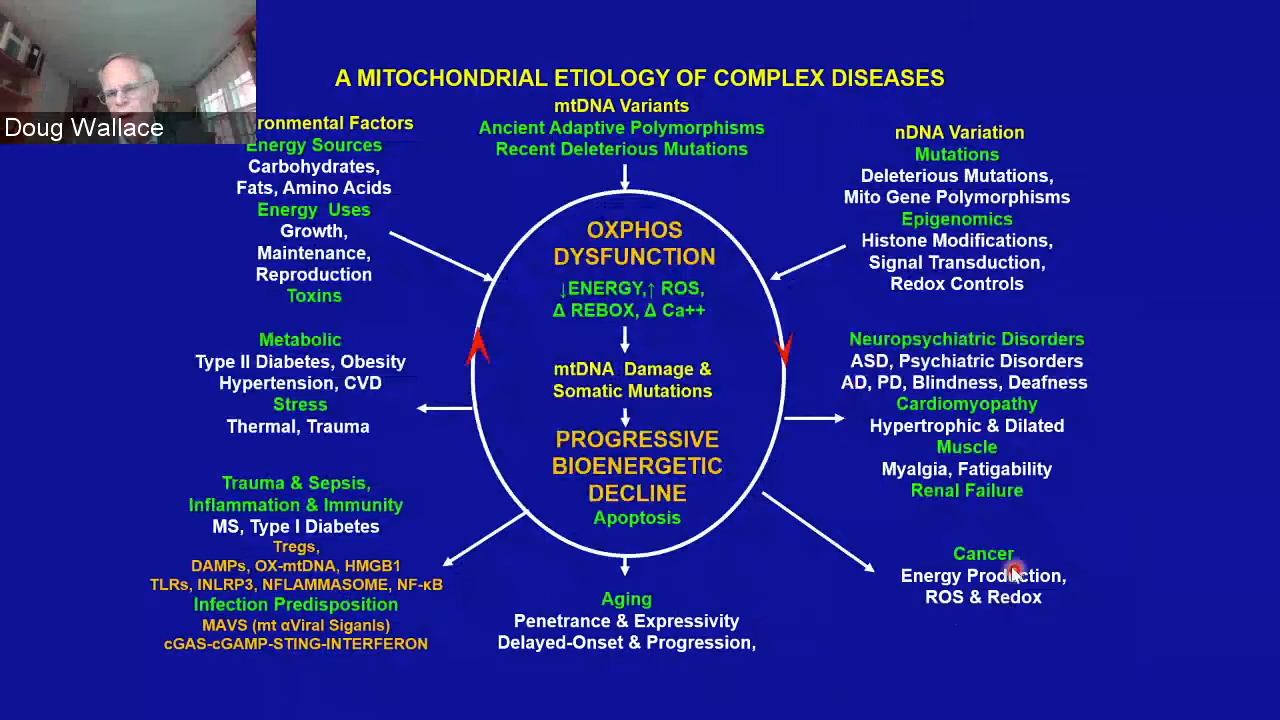 Doug Wallace
A MITOCHONDRIAL ETIOLOGY OF COMPLEX DISEASES
ronmental Factors
Energy Sources
Carbohydrates,
Fats, Amino Acids
Energy Uses
Growth,
Maintenance,
Reproduction
Toxins
mtDNA Variants
Ancient Adaptive Polymorphisms
Recent Deleterious Mutations
nDNA Variation
Mutations
Deleterious Mutations,
Mito Gene Polymorphisms
Epigenomics
Histone Modifications,
Signal Transduction,
Redox Controls
OXPHOS
DYSFUNCTION
↓ENERGY,↑ ROS,
Δ REBOX, Δ Ca++
mtDNA Damage &
Somatic Mutations
PROGRESSIVE
BIOENERGETIC
DECLINE
Apoptosis
Metabolic
Type II Diabetes, Obesity
Hypertension, CVD
Stress
Thermal, Trauma
Neuropsychiatric Disorders
ASD, Psychiatric Disorders
AD, PD, Blindness, Deafness
Cardiomyopathy
Hypertrophic & Dilated
Muscle
Myalgia, Fatigability
Renal Failure
Trauma & Sepsis,
Inflammation & Immunity
MS, Type I Diabetes
Tregs,
DAMPs, OX-mtDNA, HMGB1
TLRs, INLRP3, NFLAMMASOME, NF-κB
Infection Predisposition
MAVS (mt αViral Siganls)
cGAS-cGAMP-STING-INTERFERON
Aging
Penetrance & Expressivity
Delayed-Onset & Progression,
Cancer
Energy Production,
ROS & Redox